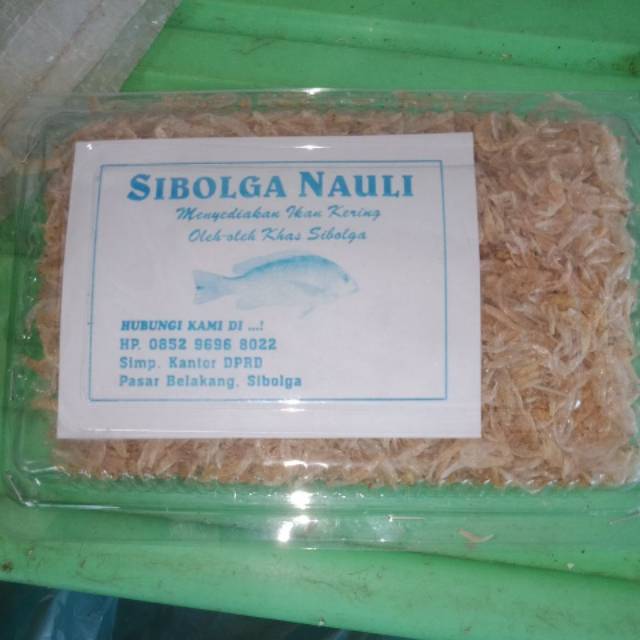 SIBOLGA NAULI
Menyediakan Ikan Kering
Oleh-oleh Khas Sibolga
HUBUNGI KAMI DI ...!
HP. 0852 9696 8022
Simp. Kantor DPRD
Pasar Belakang, Sibolga